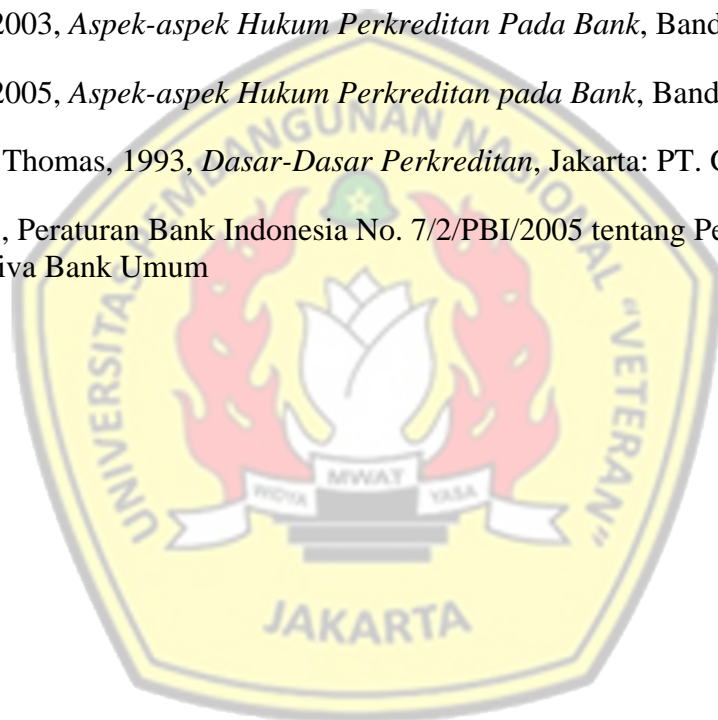 2003, Aspek-aspek Hukum Perkreditan Pada Bank, Band
2005, Aspek-aspek Hukum Perkreditan pada Bank, Band
Thomas, 1993, Dasar-Dasar Perkreditan, Jakarta: PT. G
, Peraturan Bank Indonesia No. 7/2/PBI/2005 tentang Pe
iva Bank Umum
UNIVERSITAS PEMBANGUNAN NASIONAL "VETERAN"
WIDYA MWAT YASA
JAKARTA